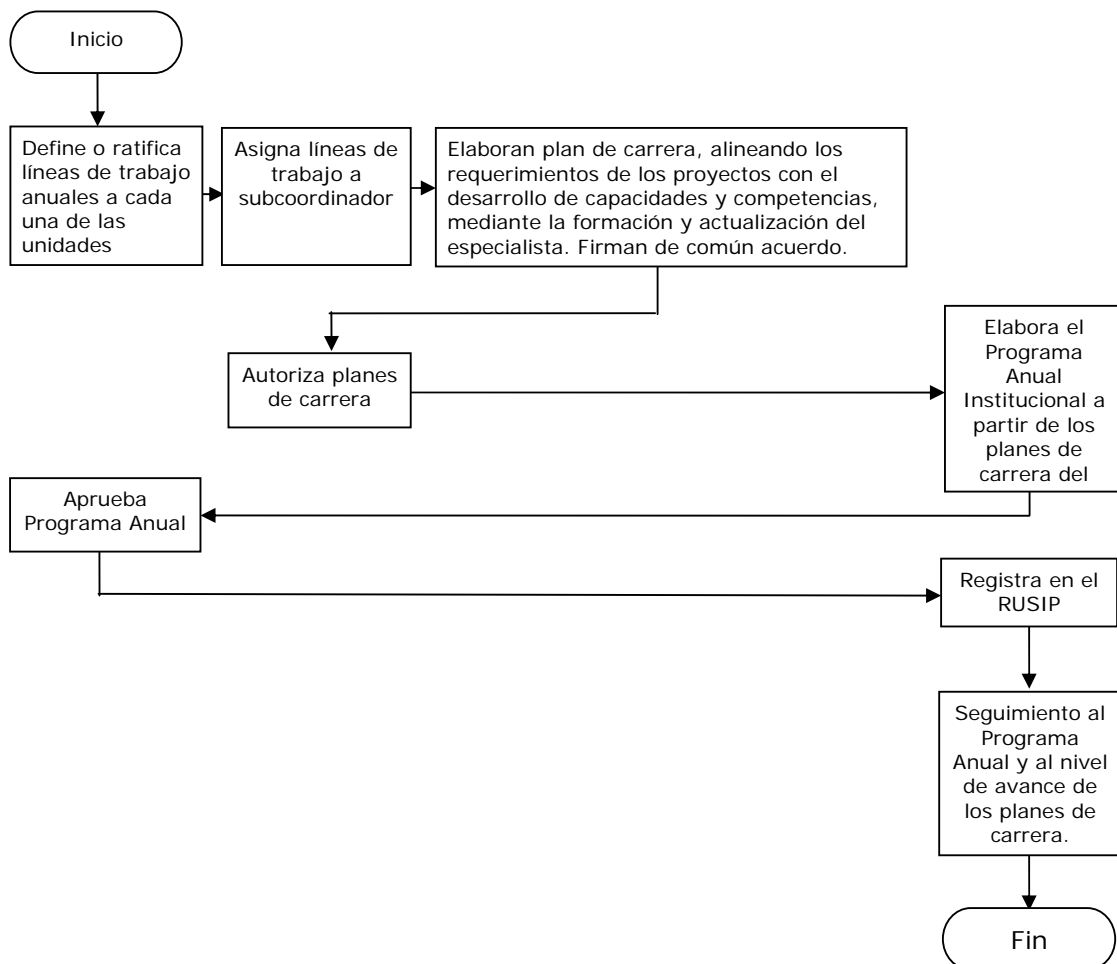 Inicio
Define o ratifica
líneas de trabajo
anuales a cada
una de las
unidades
Asigna líneas de
trabajo a
subcoordinador
Elaboran plan de carrera, alineando los
requerimientos de los proyectos con el
desarrollo de capacidades y competencias,
mediante la formación y actualización del
especialista. Firman de común acuerdo.
Autoriza planes
de carrera
Elabora el
Programa
Anual
Institucional a
partir de los
planes de
carrera del
Aprueba
Programa Anual
Registra en el
RUSIP
Seguimiento al
Programa
Anual y al nivel
de avance de
los planes de
carrera.
Fin